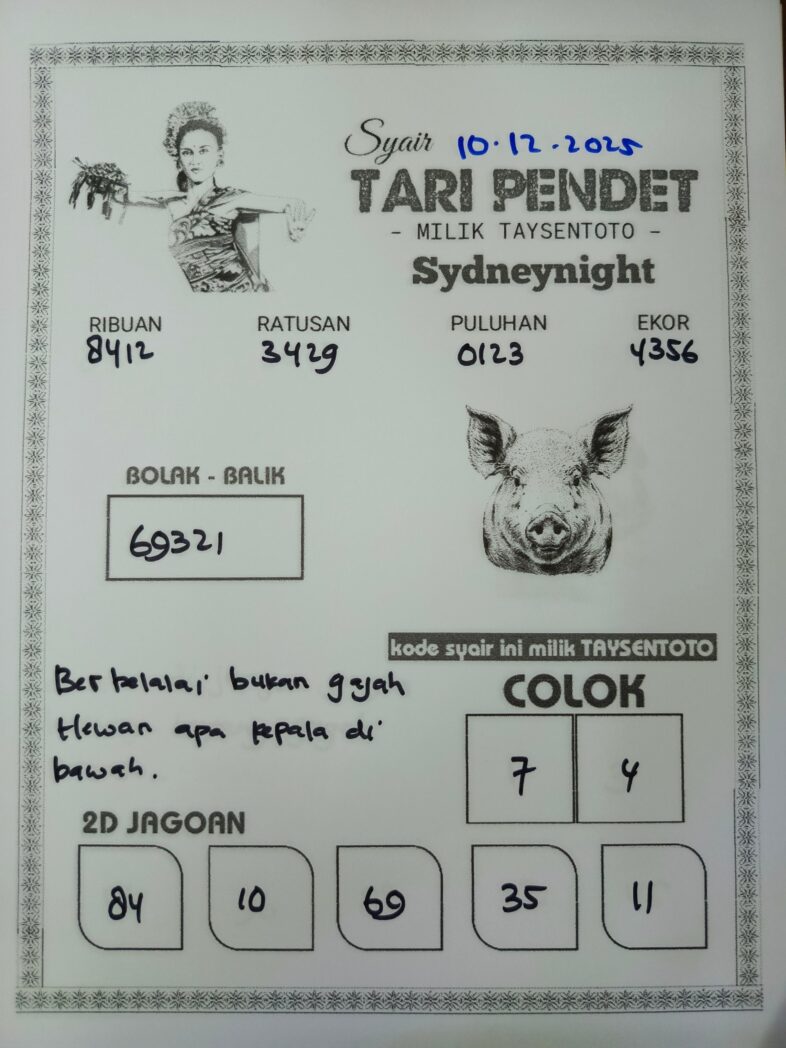 Syair 10.12.2025
TARI PENDET
- MILIK TAYSENTOTO -
Sydneynight
RIBUAN RATUSAN PULUHAN EKOR
8412 3429 0123 4356
BOLAK - BALIK
69321
kode syair ini milik TAYSENTOTO
Berbelalai bukan gajah
Hewan apa kepala di
bawah.
COLOK
7 4
2D JAGOAN
84 10 69 35 11